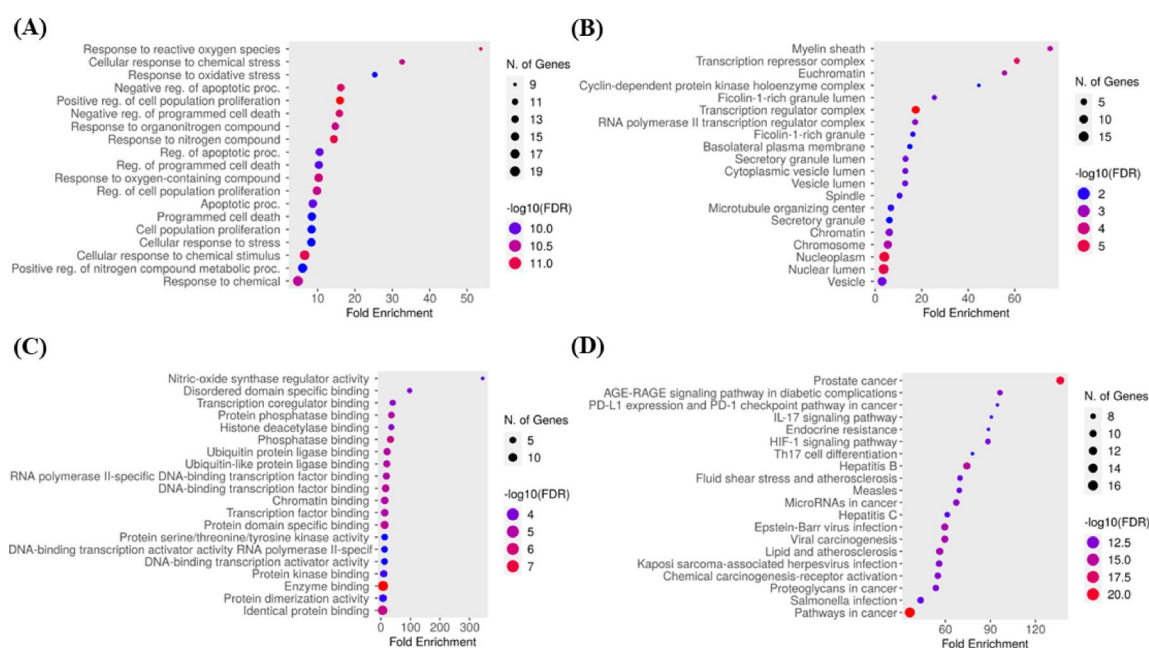 (A)
Response to reactive oxygen species
Cellular response to chemical stress
Response to oxidative stress
Negative reg. of apoptotic proc.
Positive reg. of cell population proliferation
Negative reg. of programmed cell death
Response to organonitrogen compound
Response to nitrogen compound
Reg. of apoptotic proc.
Reg. of programmed cell death
Response to oxygen-containing compound
Reg. of cell population proliferation
Apoptotic proc.
Programmed cell death
Cell population proliferation
Cellular response to stress
Cellular response to chemical stimulus
Positive reg. of nitrogen compound metabolic proc.
Response to chemical
10 20 30 40 50
Fold Enrichment
N. of Genes
9
11
13
15
17
19
-log10(FDR)
10.0
10.5
11.0
(B)
Myelin sheath
Transcription repressor complex
Euchromatin
Cyclin-dependent protein kinase holoenzyme complex
Ficolin-1-rich granule lumen
Transcription regulator complex
RNA polymerase II transcription regulator complex
Ficolin-1-rich granule
Basolateral plasma membrane
Secretory granule lumen
Cytoplasmic vesicle lumen
Vesicle lumen
Spindle
Microtubule organizing center
Secretory granule
Chromatin
Chromosome
Nucleoplasm
Nuclear lumen
Vesicle
0 20 40 60
Fold Enrichment
N. of Genes
5
10
15
-log10(FDR)
2
3
4
5
(C)
Nitric-oxide synthase regulator activity
Disordered domain specific binding
Transcription coregulator binding
Protein phosphatase binding
Histone deacetylase binding
Phosphatase binding
Ubiquitin protein ligase binding
Ubiquitin-like protein ligase binding
RNA polymerase II-specific DNA-binding transcription factor binding
DNA-binding transcription factor binding
Chromatin binding
Transcription factor binding
Protein domain specific binding
Protein serine/threonine/tyrosine kinase activity
DNA-binding transcription activator activity RNA polymerase II-specif
DNA-binding transcription activator activity
Protein kinase binding
Enzyme binding
Protein dimerization activity
Identical protein binding
0 100 200 300
Fold Enrichment
N. of Genes
5
10
-log10(FDR)
4
5
6
7
(D)
Prostate cancer
AGE-RAGE signaling pathway in diabetic complications
PD-L1 expression and PD-1 checkpoint pathway in cancer
IL-17 signaling pathway
Endocrine resistance
HIF-1 signaling pathway
Th17 cell differentiation
Hepatitis B
Fluid shear stress and atherosclerosis
Measles
MicroRNAs in cancer
Hepatitis C
Epstein-Barr virus infection
Viral carcinogenesis
Lipid and atherosclerosis
Kaposi sarcoma-associated herpesvirus infection
Chemical carcinogenesis-receptor activation
Proteoglycans in cancer
Salmonella infection
Pathways in cancer
60 90 120
Fold Enrichment
N. of Genes
8
10
12
14
16
-log10(FDR)
12.5
15.0
17.5
20.0